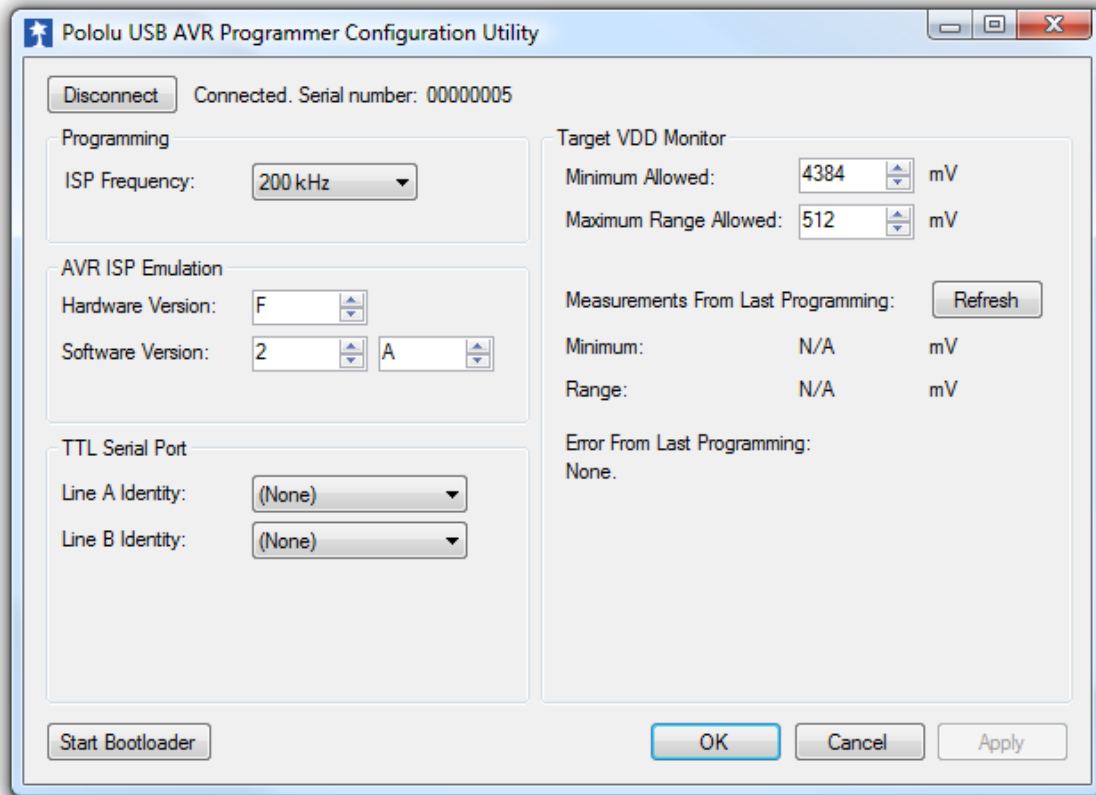 Pololu USB AVR Programmer Configuration Utility
Disconnect Connected. Serial number: 00000005
Programming
ISP Frequency: 200 kHz
AVR ISP Emulation
Hardware Version: F
Software Version: 2 A
TTL Serial Port
Line A Identity: (None)
Line B Identity: (None)
Target VDD Monitor
Minimum Allowed: 4384 mV
Maximum Range Allowed: 512 mV
Measurements From Last Programming: Refresh
Minimum: N/A mV
Range: N/A mV
Error From Last Programming:
None.
Start Bootloader OK Cancel Apply